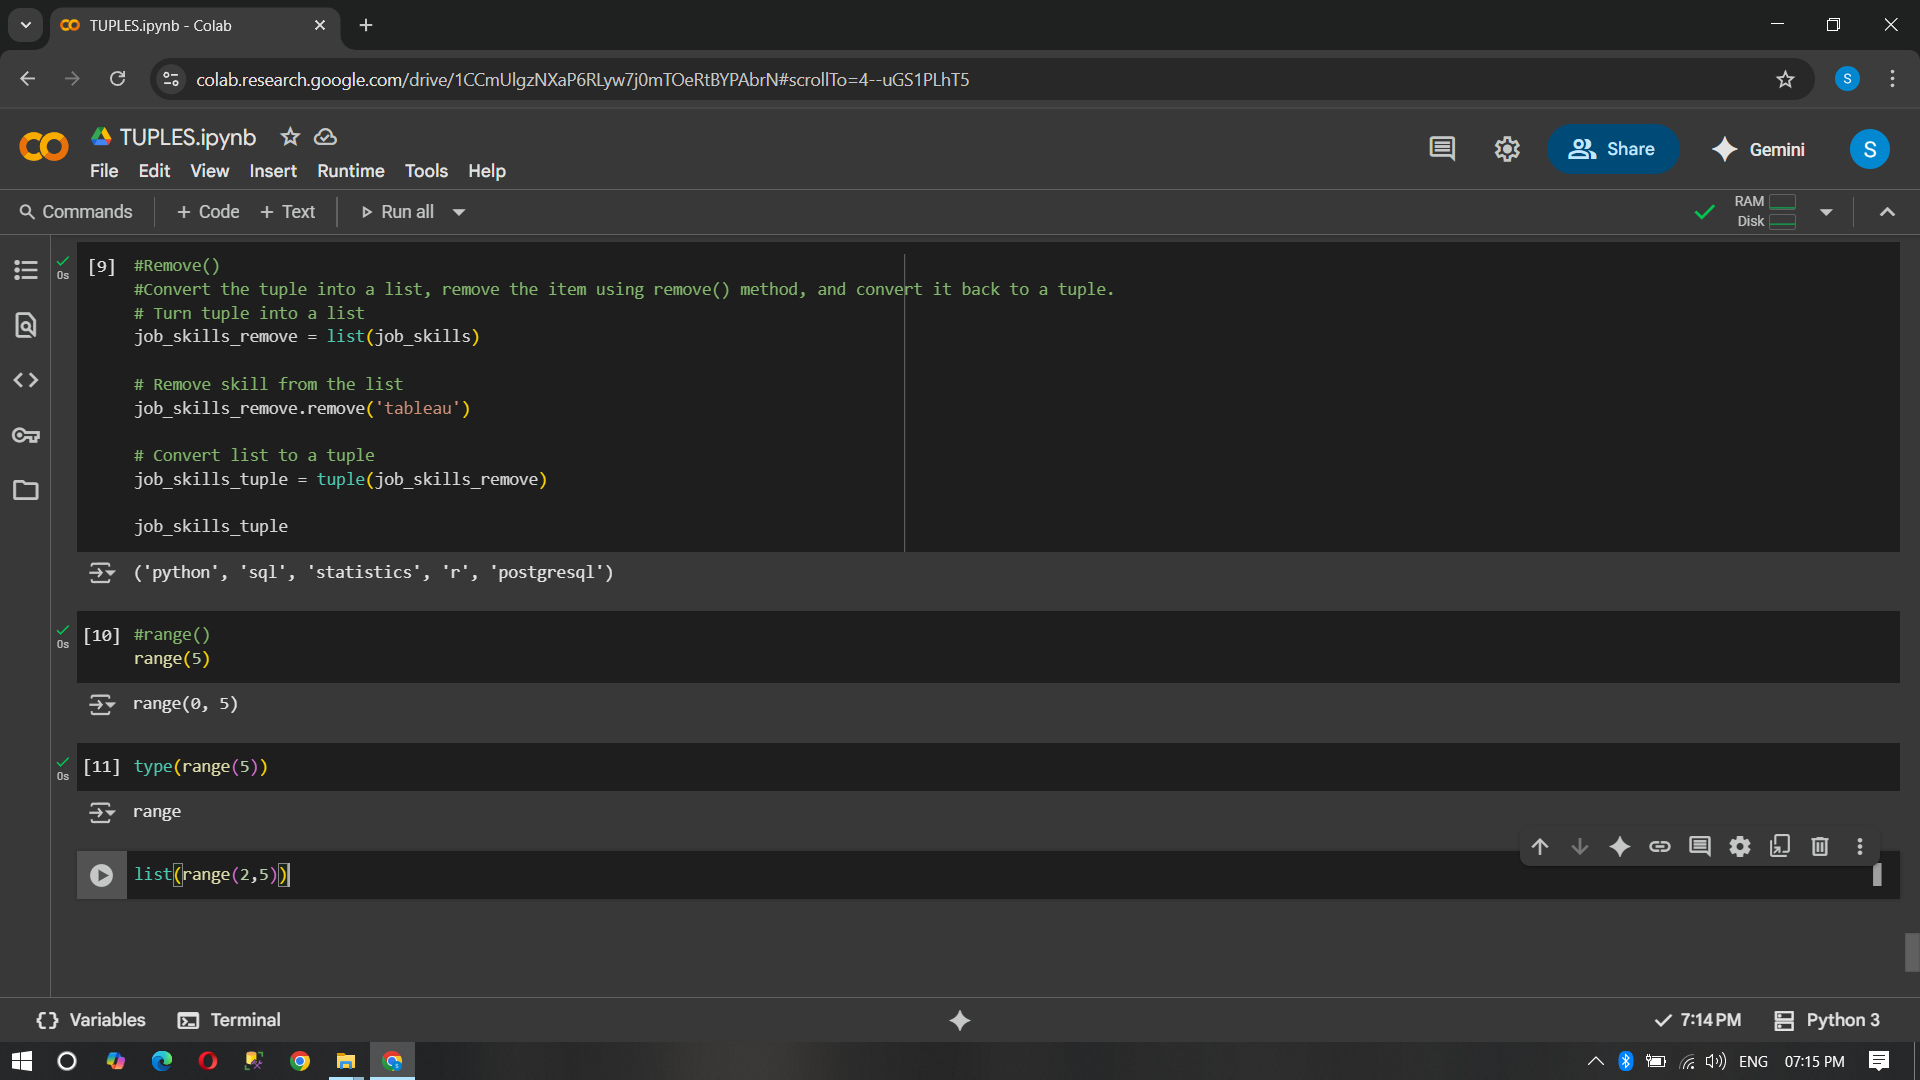 TUPLES.ipynb - Colab
colab.research.google.com/drive/1CCmUlgzNXaP6RLyw7j0mTOeRtBYPAbrN#scrollTo=4--uGS1PLhT5
S
TUPLES.ipynb
File Edit View Insert Runtime Tools Help
Share
Gemini
S
Commands + Code + Text Run all
RAM
Disk
0s
[9] #Remove()
#Convert the tuple into a list, remove the item using remove() method, and convert it back to a tuple.
# Turn tuple into a list
job_skills_remove = list(job_skills)
# Remove skill from the list
job_skills_remove.remove('tableau')
# Convert list to a tuple
job_skills_tuple = tuple(job_skills_remove)
job_skills_tuple
('python', 'sql', 'statistics', 'r', 'postgresql')
0s
[10] #range()
range(5)
range(0, 5)
0s
[11] type(range(5))
range
list(range(2,5))
{} Variables Terminal
7:14 PM Python 3
ENG 07:15 PM